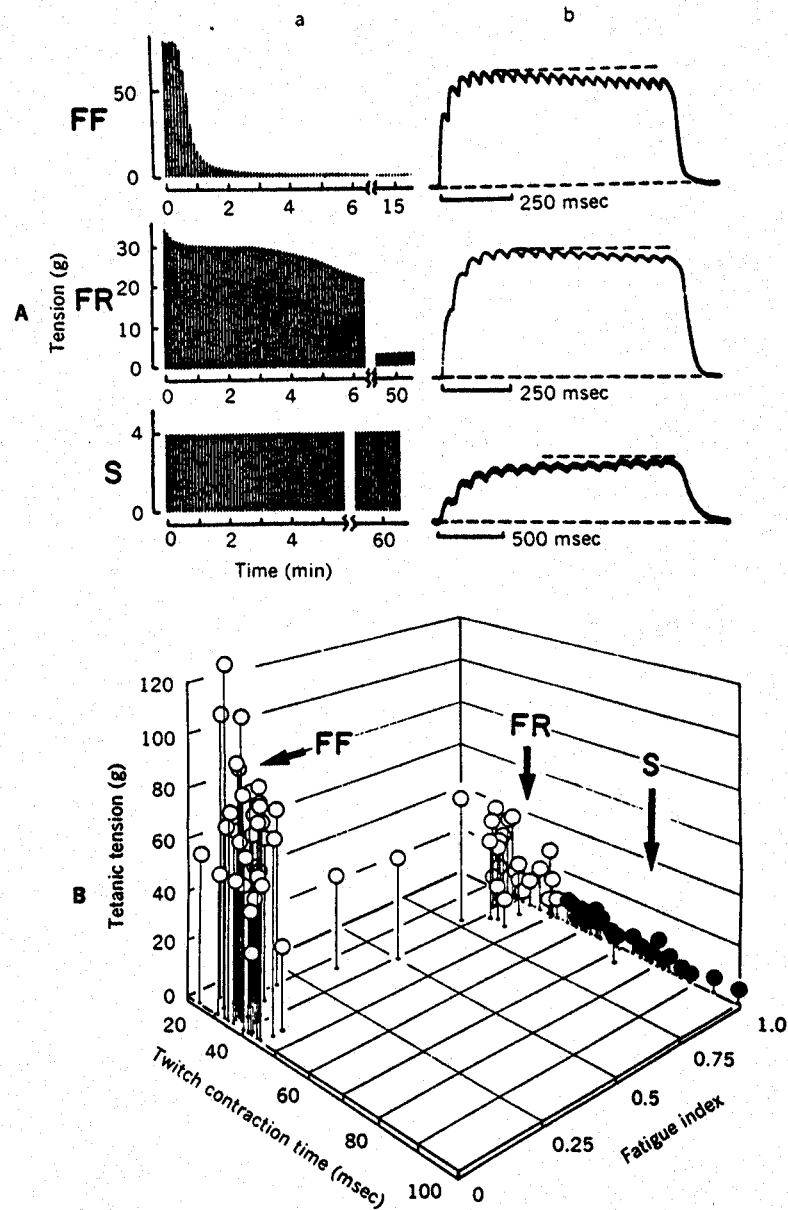 a
b
FF
50
0
0 2 4 6 15
250 msec
A
Tension (g)
FR
30
20
10
0
0 2 4 6 50
250 msec
S
4
0
0 2 4 60
500 msec
Time (min)
B
Tetanic tension (g)
120
100
80
60
40
20
0
FF
FR
S
20
40
60
80
100
Twitch contraction time (msec)
0
0.25
0.5
0.75
1.0
Fatigue index